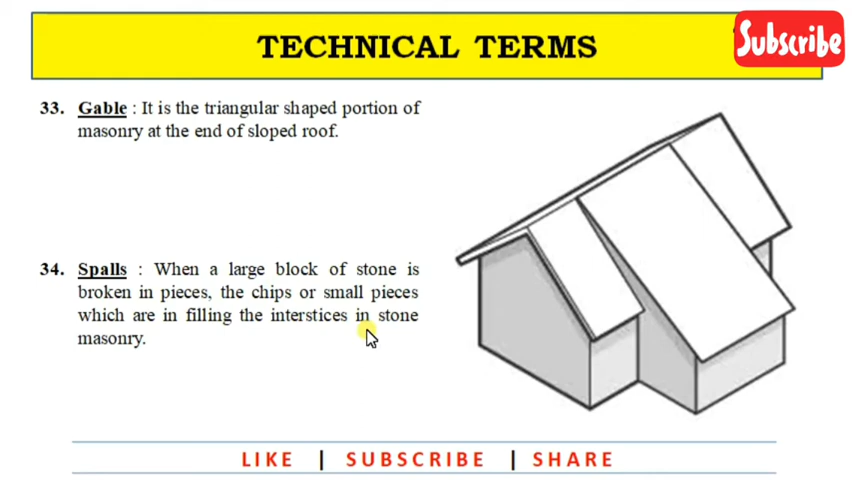 TECHNICAL TERMS
Subscribe
33. Gable : It is the triangular shaped portion of
masonry at the end of sloped roof.
34. Spalls : When a large block of stone is
broken in pieces, the chips or small pieces
which are in filling the interstices in stone
masonry.
LIKE | SUBSCRIBE | SHARE